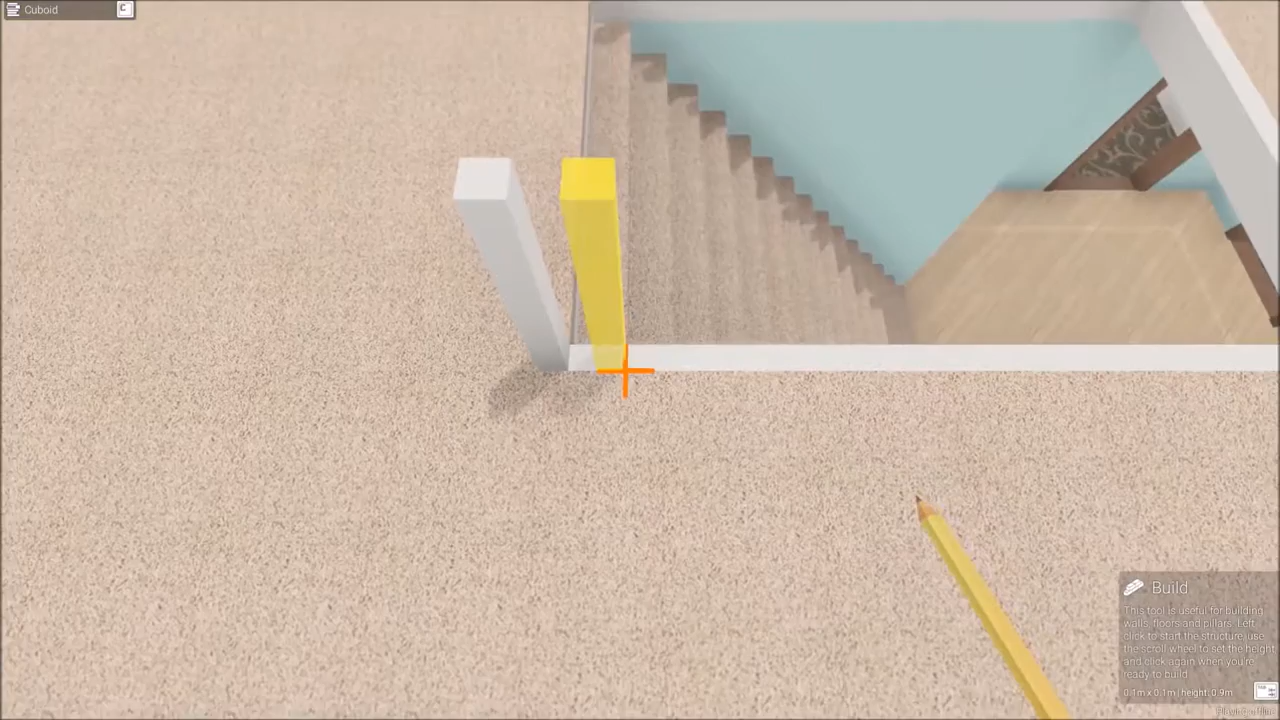 Cuboid
C
Build
This tool is useful for building
walls, floors and pillars. Left
click to start the structure, use
the scroll wheel to set the height
and click again when you're
ready to build
0.1m x 0.1m | height: 0.9m
Playing offline